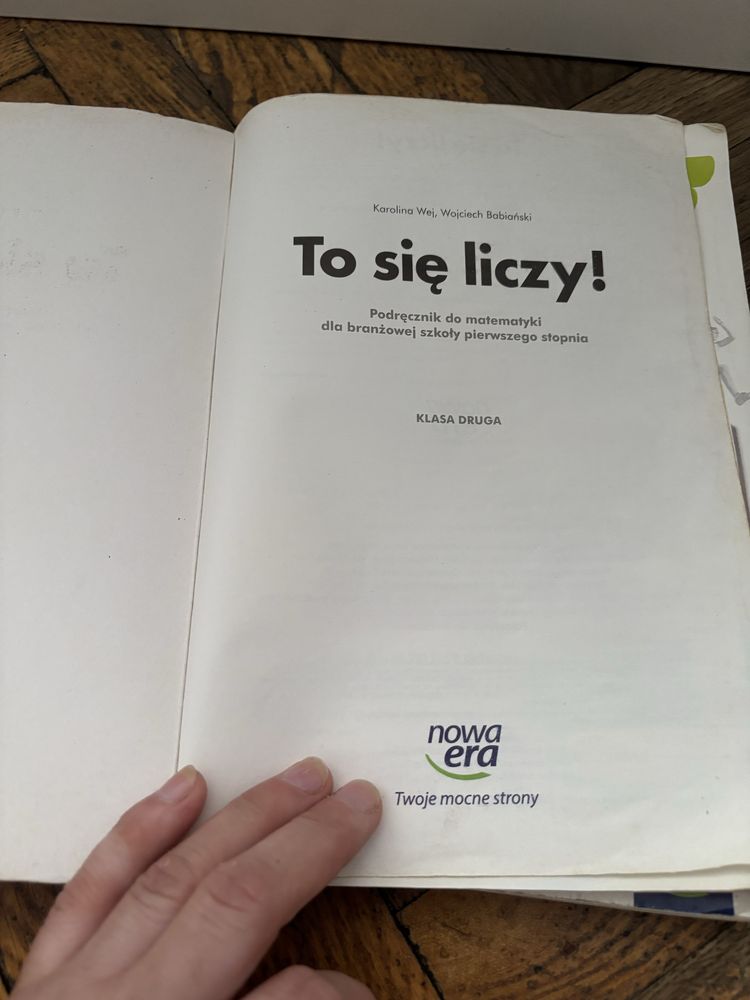 Karolina Wej, Wojciech Babiański
To się liczy!
Podręcznik do matematyki
dla branżowej szkoły pierwszego stopnia
KLASA DRUGA
nowa
era
Twoje mocne strony